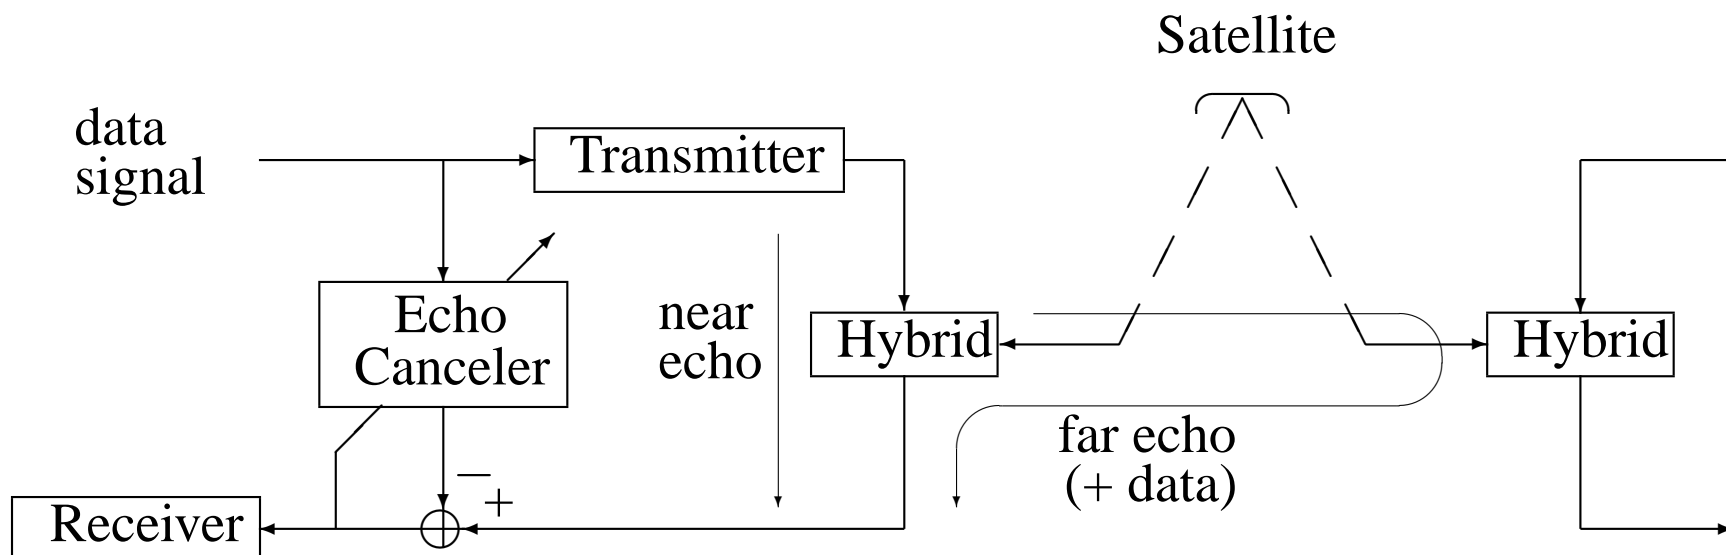 Satellite
data
signal
Transmitter
Echo
Canceler
near
echo
Hybrid
Hybrid
far echo
(+ data)
−
+
Receiver